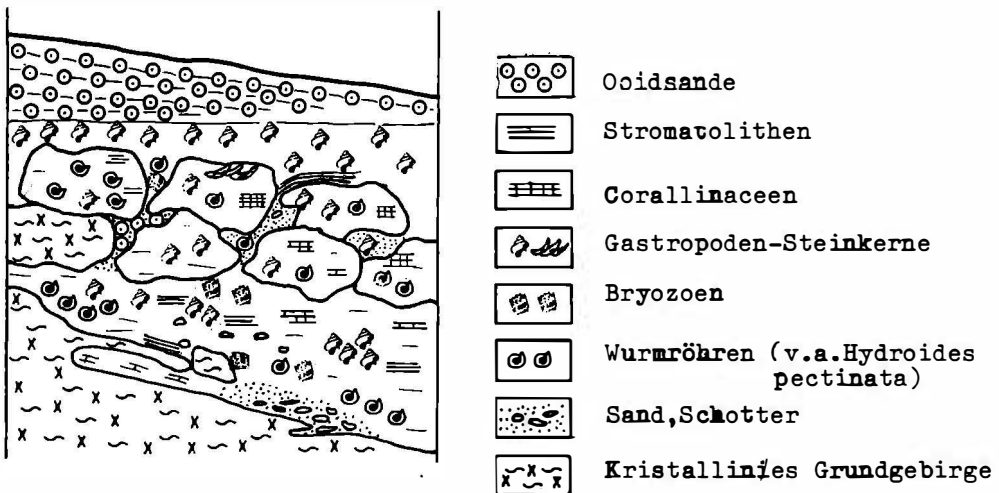 Ooidsande
Stromatolithen
Corallinaceen
Gastropoden-Steinkerne
Bryozoen
Wurmröhren (v.a.Hydroides
pectinata)
Sand,Schotter
Kristallines Grundgebirge